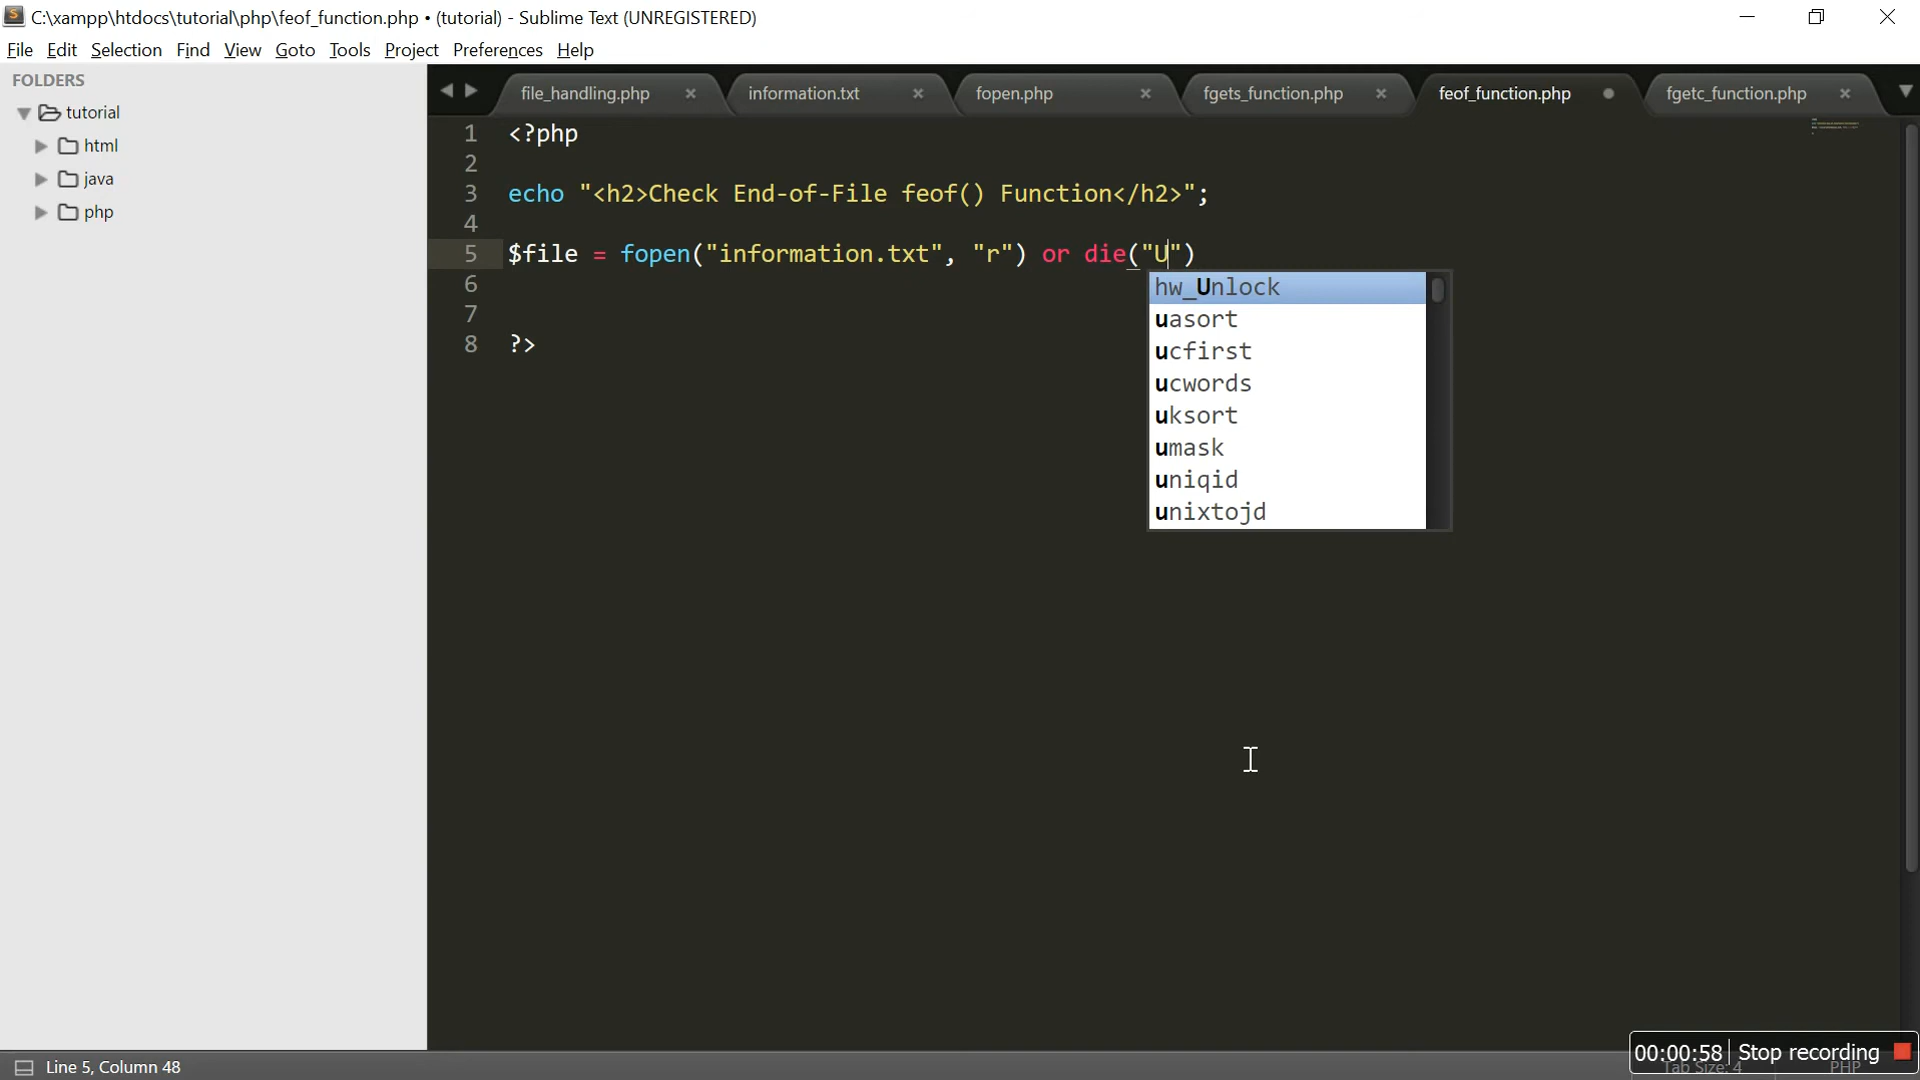 C:\xampp\htdocs\tutorial\php\feof_function.php • (tutorial) - Sublime Text (UNREGISTERED)
File Edit Selection Find View Goto Tools Project Preferences Help
FOLDERS
tutorial
html
java
php
file_handling.php
information.txt
fopen.php
fgets_function.php
feof_function.php
fgetc_function.php
1 <?php
2
3 echo "<h2>Check End-of-File feof() Function</h2>";
4
5 $file = fopen("information.txt", "r") or die("U")
6
7
8 ?>
hw_Unlock
uasort
ucfirst
ucwords
uksort
umask
uniqid
unixtojd
Line 5, Column 48
00:00:58 Stop recording
Tab Size: 4
PHP